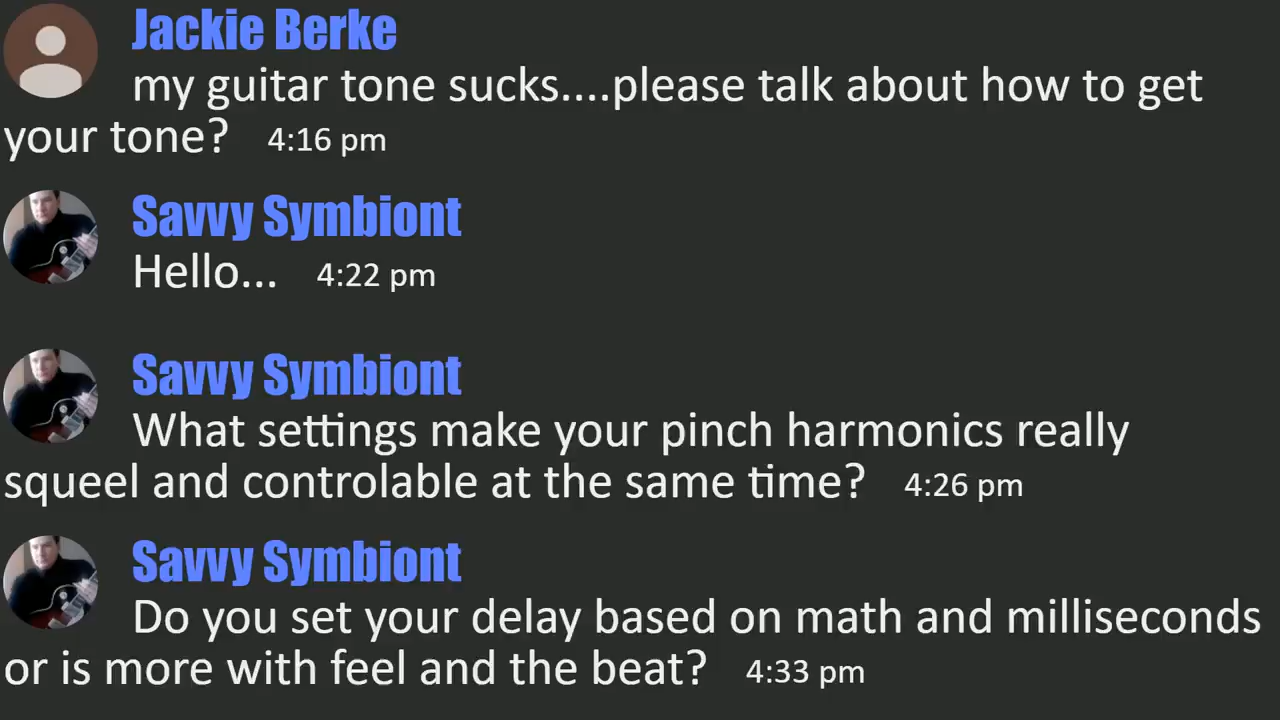 Jackie Berke
my guitar tone sucks....please talk about how to get
your tone? 4:16 pm
Savvy Symbiont
Hello... 4:22 pm
Savvy Symbiont
What settings make your pinch harmonics really
squeel and controlable at the same time? 4:26 pm
Savvy Symbiont
Do you set your delay based on math and milliseconds
or is more with feel and the beat? 4:33 pm